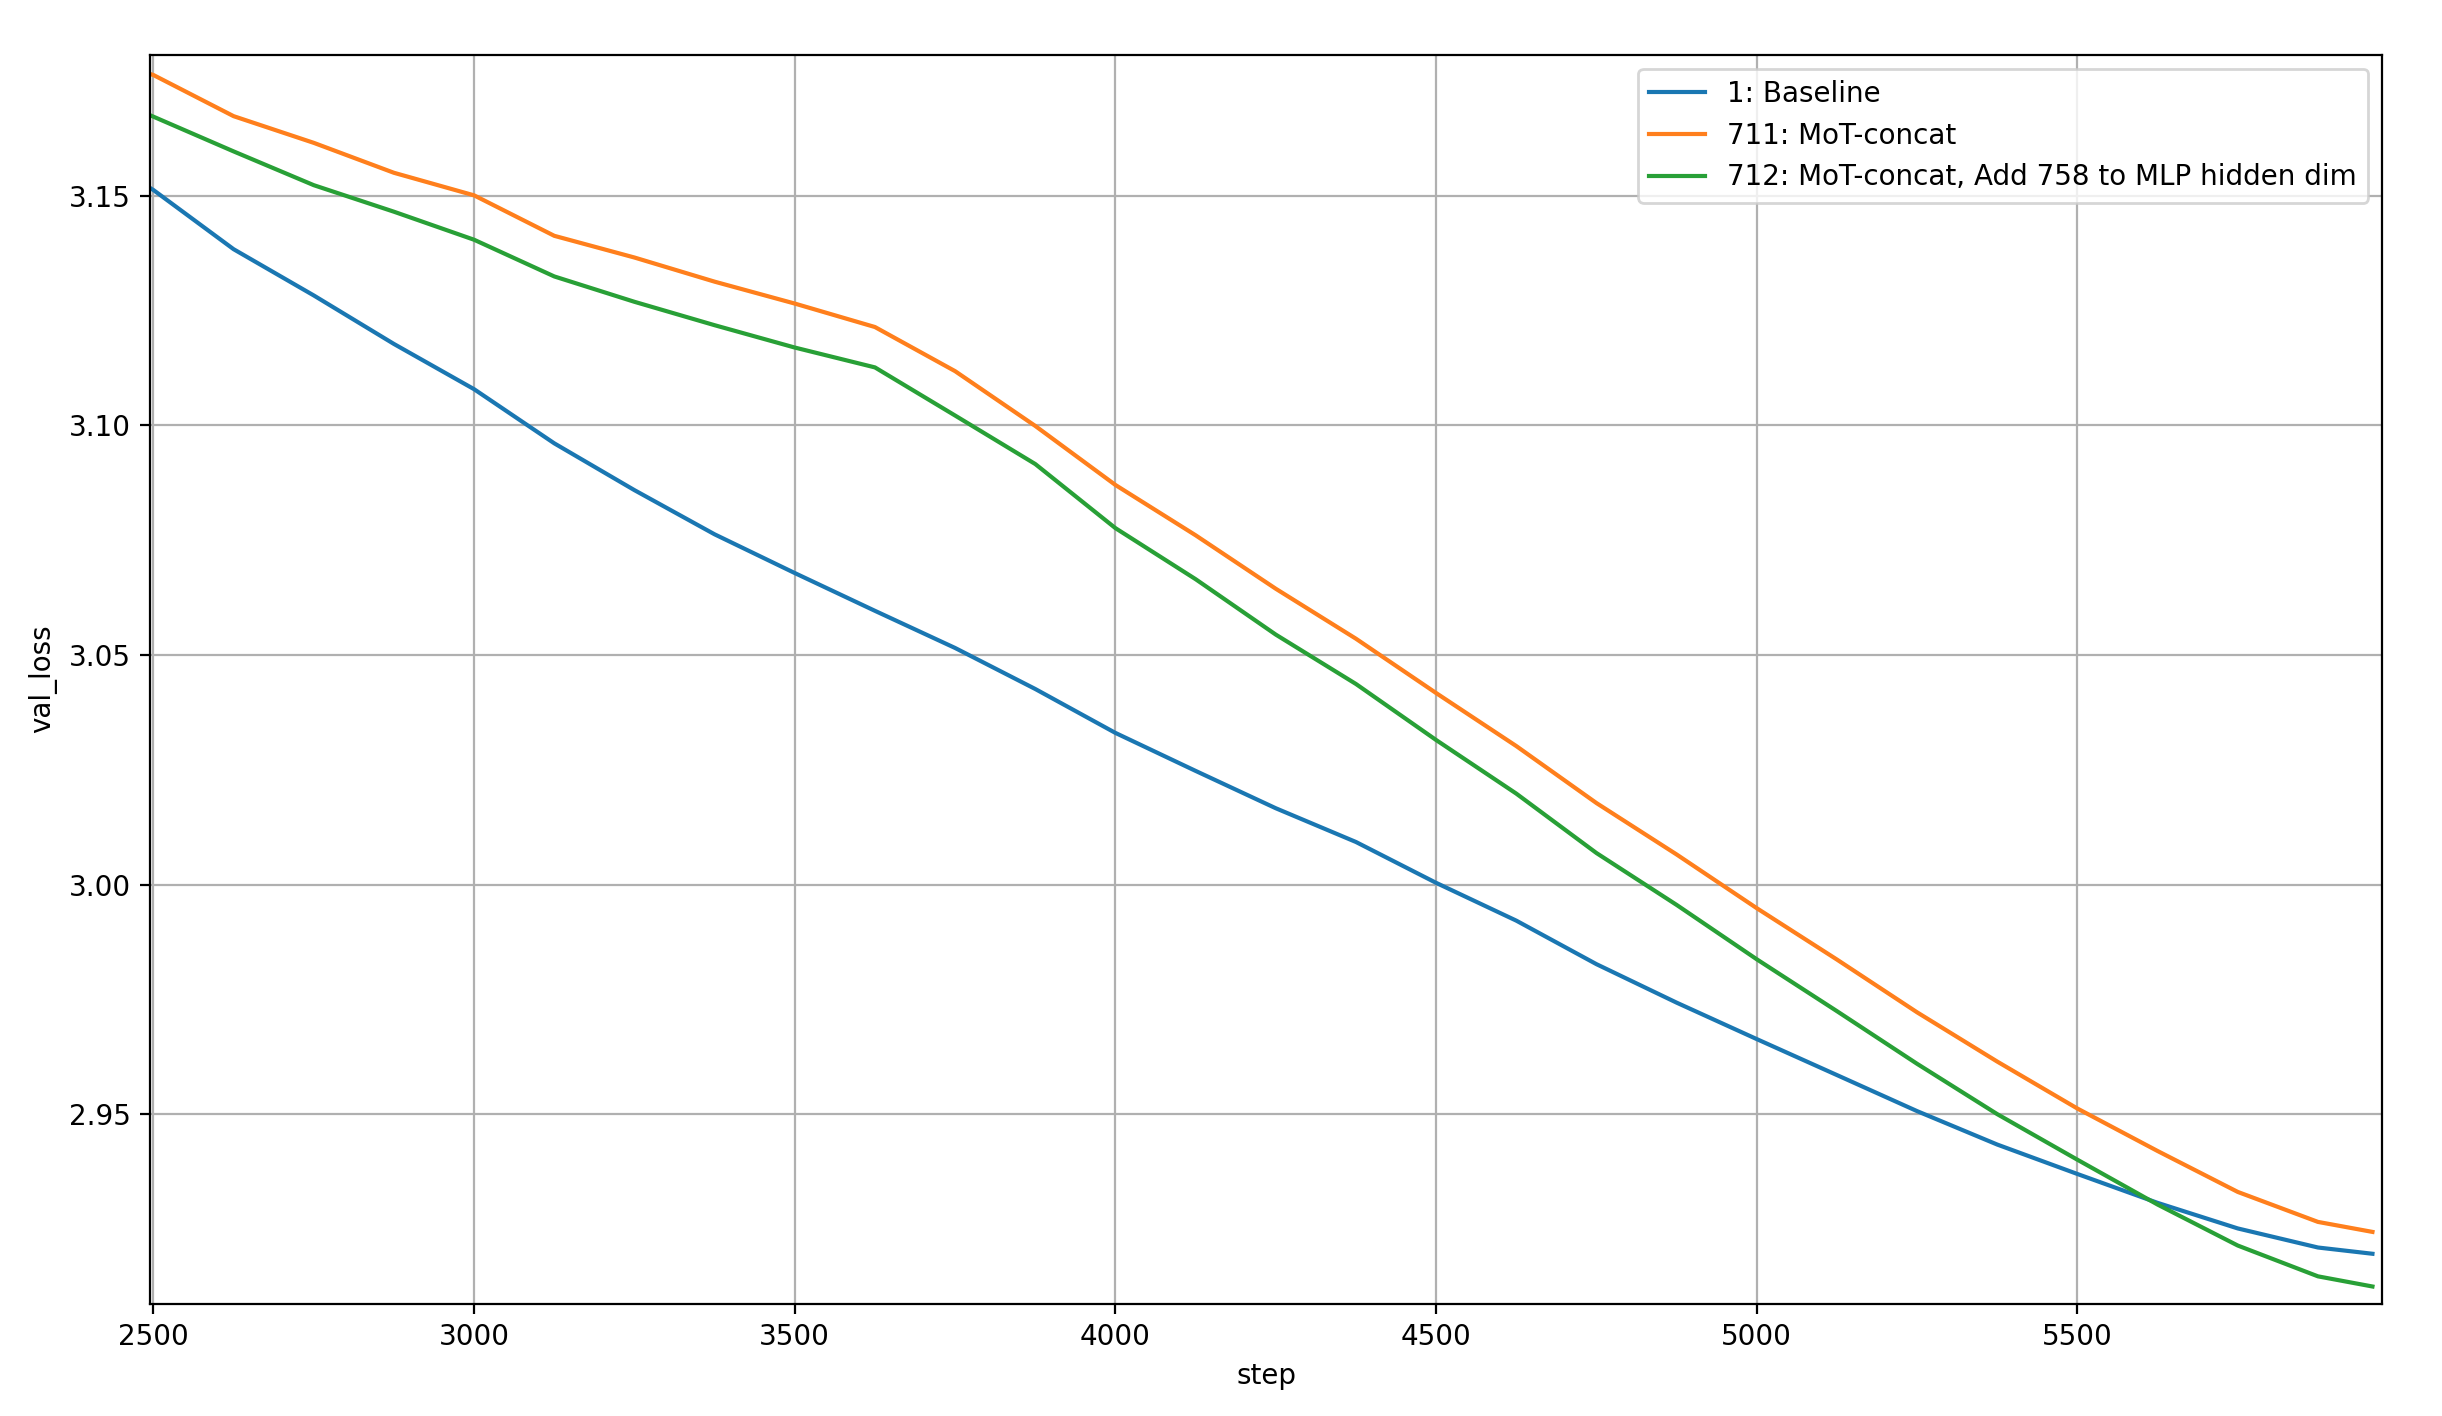 1: Baseline
711: MoT-concat
712: MoT-concat, Add 758 to MLP hidden dim
3.15
3.10
3.05
3.00
2.95
val_loss
2500 3000 3500 4000 4500 5000 5500
step